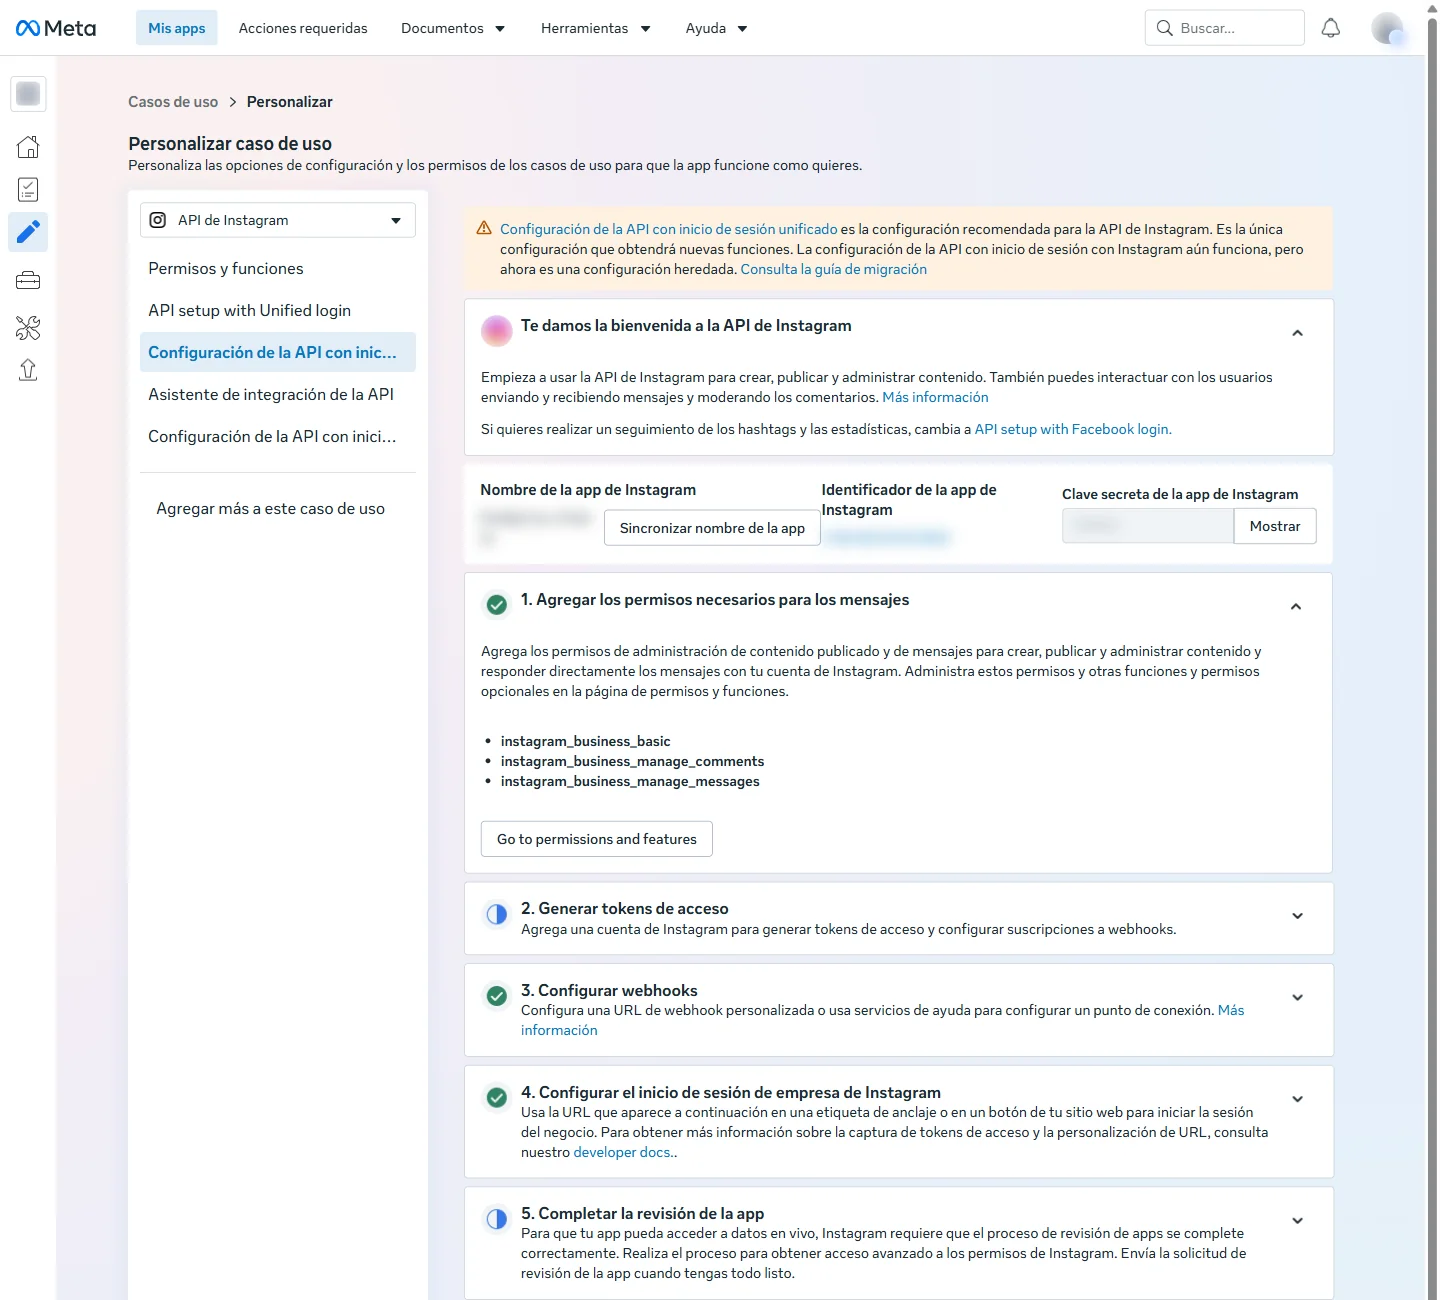 Meta
Mis apps
Acciones requeridas
Documentos
Herramientas
Ayuda
Buscar...
Casos de uso > Personalizar
Personalizar caso de uso
Personaliza las opciones de configuración y los permisos de los casos de uso para que la app funcione como quieres.
API de Instagram
Permisos y funciones
API setup with Unified login
Configuración de la API con inic...
Asistente de integración de la API
Configuración de la API con inici...
Agregar más a este caso de uso
Configuración de la API con inicio de sesión unificado es la configuración recomendada para la API de Instagram. Es la única
configuración que obtendrá nuevas funciones. La configuración de la API con inicio de sesión con Instagram aún funciona, pero
ahora es una configuración heredada. Consulta la guía de migración
Te damos la bienvenida a la API de Instagram
Empieza a usar la API de Instagram para crear, publicar y administrar contenido. También puedes interactuar con los usuarios
enviando y recibiendo mensajes y moderando los comentarios. Más información
Si quieres realizar un seguimiento de los hashtags y las estadísticas, cambia a API setup with Facebook login.
Nombre de la app de Instagram
Sincronizar nombre de la app
Identificador de la app de
Instagram
Clave secreta de la app de Instagram
Mostrar
1. Agregar los permisos necesarios para los mensajes
Agrega los permisos de administración de contenido publicado y de mensajes para crear, publicar y administrar contenido y
responder directamente los mensajes con tu cuenta de Instagram. Administra estos permisos y otras funciones y permisos
opcionales en la página de permisos y funciones.
• instagram_business_basic
• instagram_business_manage_comments
• instagram_business_manage_messages
Go to permissions and features
2. Generar tokens de acceso
Agrega una cuenta de Instagram para generar tokens de acceso y configurar suscripciones a webhooks.
3. Configurar webhooks
Configura una URL de webhook personalizada o usa servicios de ayuda para configurar un punto de conexión. Más
información
4. Configurar el inicio de sesión de empresa de Instagram
Usa la URL que aparece a continuación en una etiqueta de anclaje o en un botón de tu sitio web para iniciar la sesión
del negocio. Para obtener más información sobre la captura de tokens de acceso y la personalización de URL, consulta
nuestro developer docs..
5. Completar la revisión de la app
Para que tu app pueda acceder a datos en vivo, Instagram requiere que el proceso de revisión de apps se complete
correctamente. Realiza el proceso para obtener acceso avanzado a los permisos de Instagram. Envía la solicitud de
revisión de la app cuando tengas todo listo.